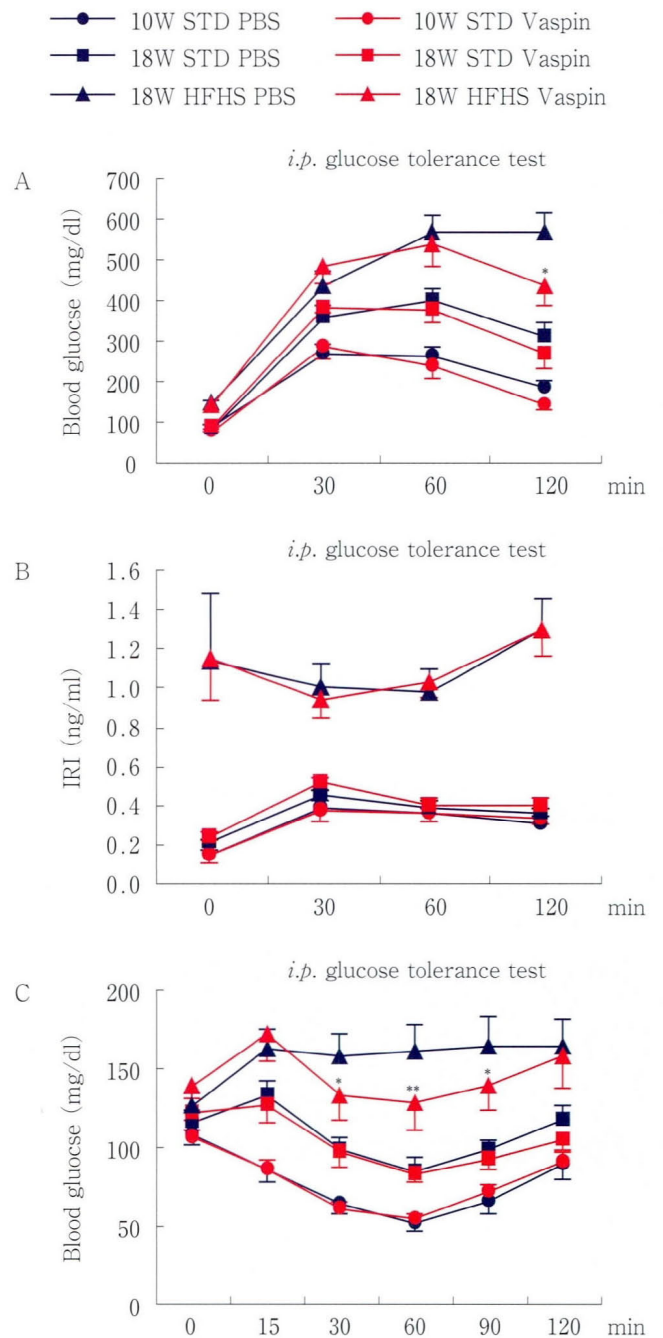 10W STD PBS 10W STD Vaspin
18W STD PBS 18W STD Vaspin
18W HFHS PBS 18W HFHS Vaspin
A
i.p. glucose tolerance test
700
600
500
400
300
200
100
0
Blood gluocse (mg/dl)
*
0 30 60 120 min
B
i.p. glucose tolerance test
1.6
1.4
1.2
1.0
0.8
0.6
0.4
0.2
0.0
IRI (ng/ml)
0 30 60 120 min
C
i.p. glucose tolerance test
200
150
100
50
0
Blood gluocse (mg/dl)
* ** *
0 15 30 60 90 120